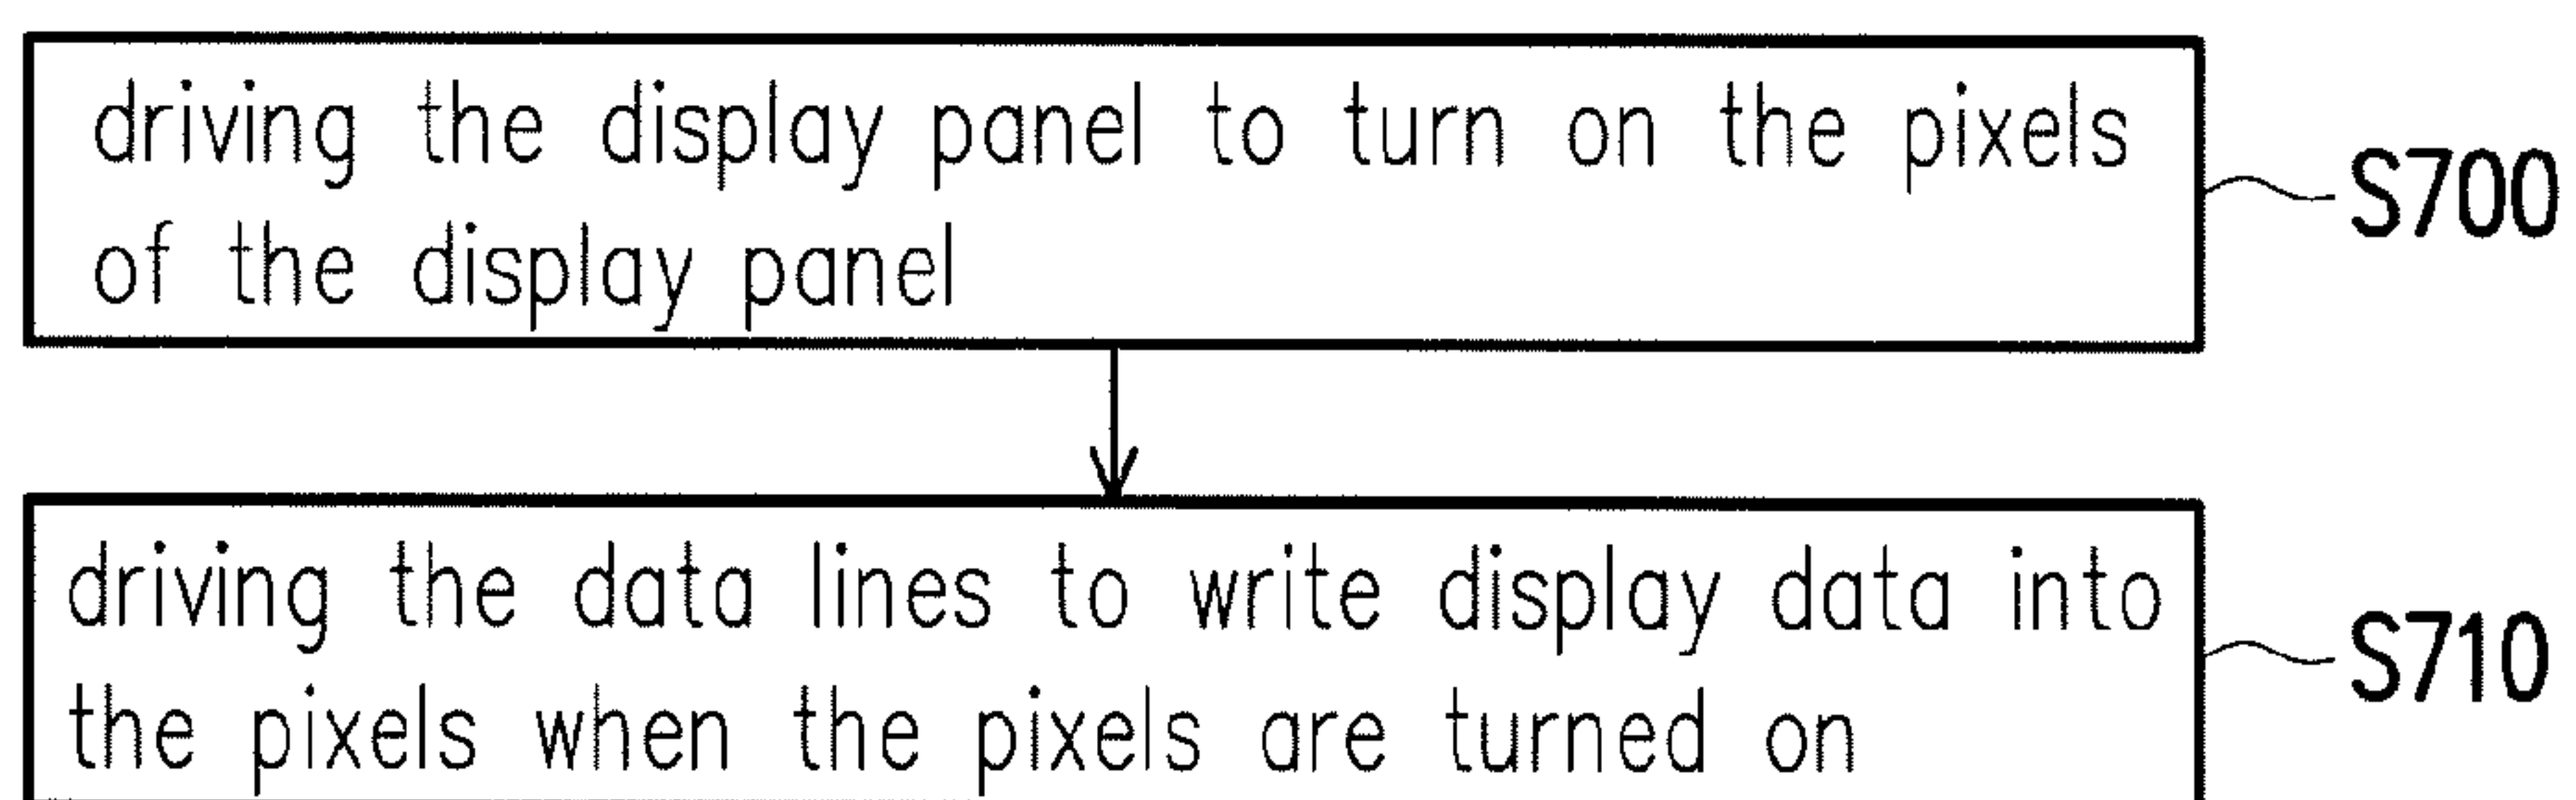 driving the display panel to turn on the pixels
of the display panel
S700
driving the data lines to write display data into
the pixels when the pixels are turned on
S710